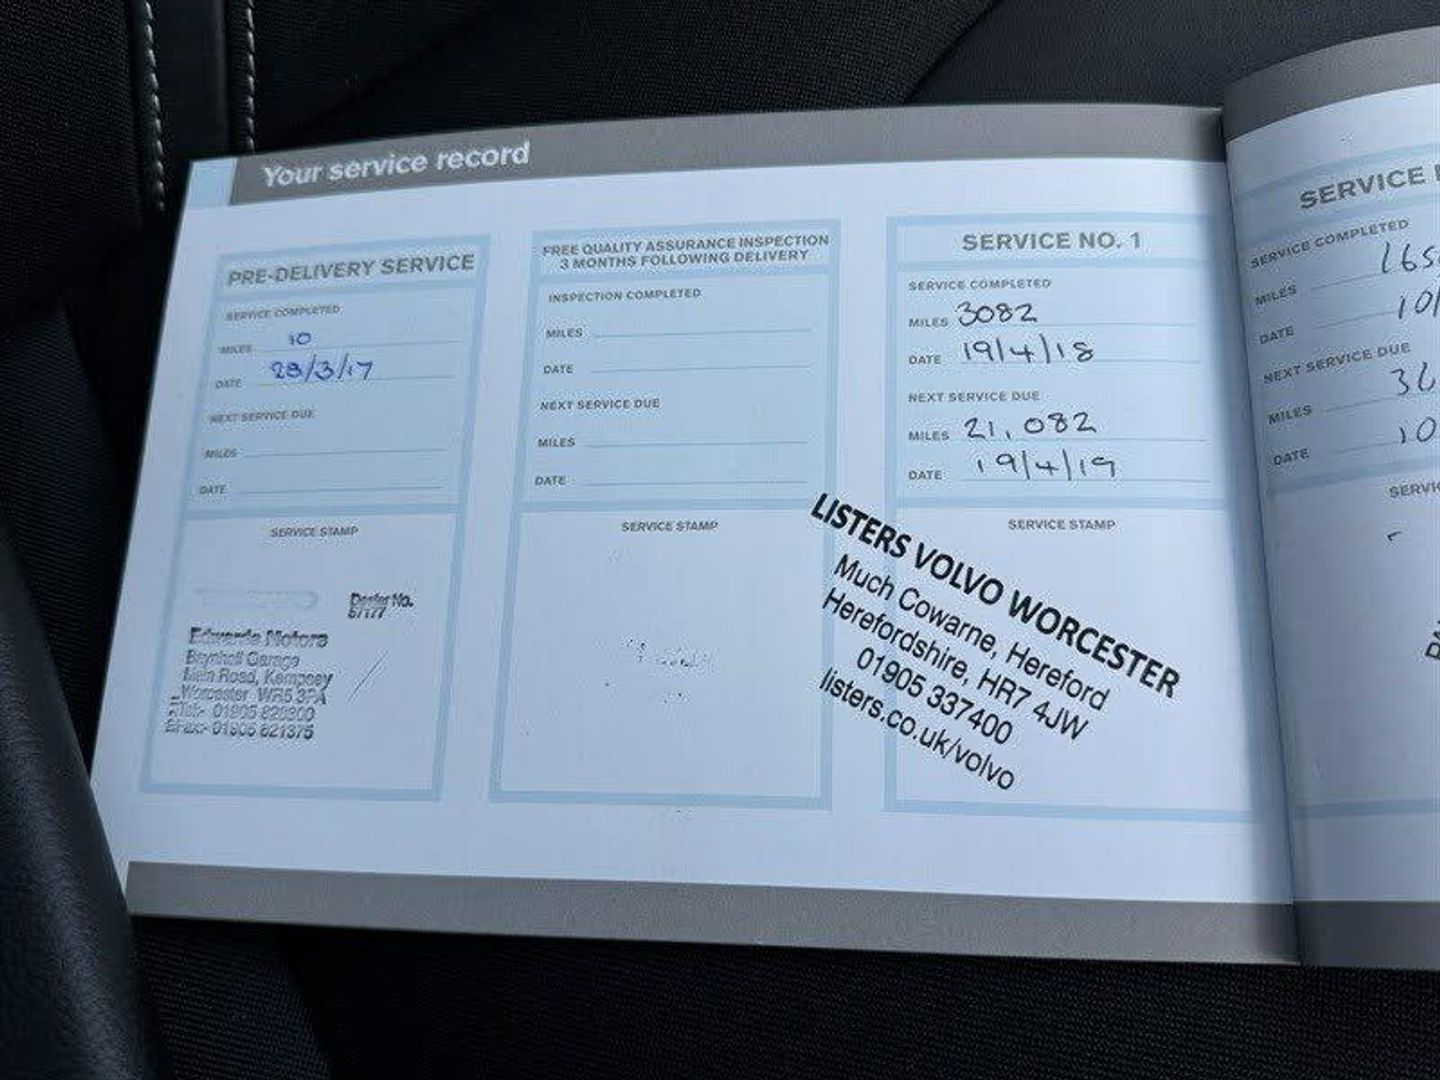 Your service record
PRE-DELIVERY SERVICE
SERVICE COMPLETED
MILES 10
DATE 28/3/17
NEXT SERVICE DUE
MILES
DATE
SERVICE STAMP
Dealer No.
67177
Edwards Motors
Garage
Main Road, Kempsey
Worcester WR5 3PA
FREE QUALITY ASSURANCE INSPECTION
3 MONTHS FOLLOWING DELIVERY
INSPECTION COMPLETED
MILES
DATE
NEXT SERVICE DUE
MILES
DATE
SERVICE STAMP
SERVICE NO. 1
SERVICE COMPLETED
MILES 3082
DATE 19/4/18
NEXT SERVICE DUE
MILES 21,082
DATE 19/4/19
SERVICE STAMP
LISTERS VOLVO WORCESTER
Much Cowarne, Hereford
Herefordshire, HR7 4JW
01905 337400
listers.co.uk/volvo
SERVICE
SERVICE COMPLETED
MILES
DATE 10/
NEXT SERVICE DUE
MILES
DATE 10